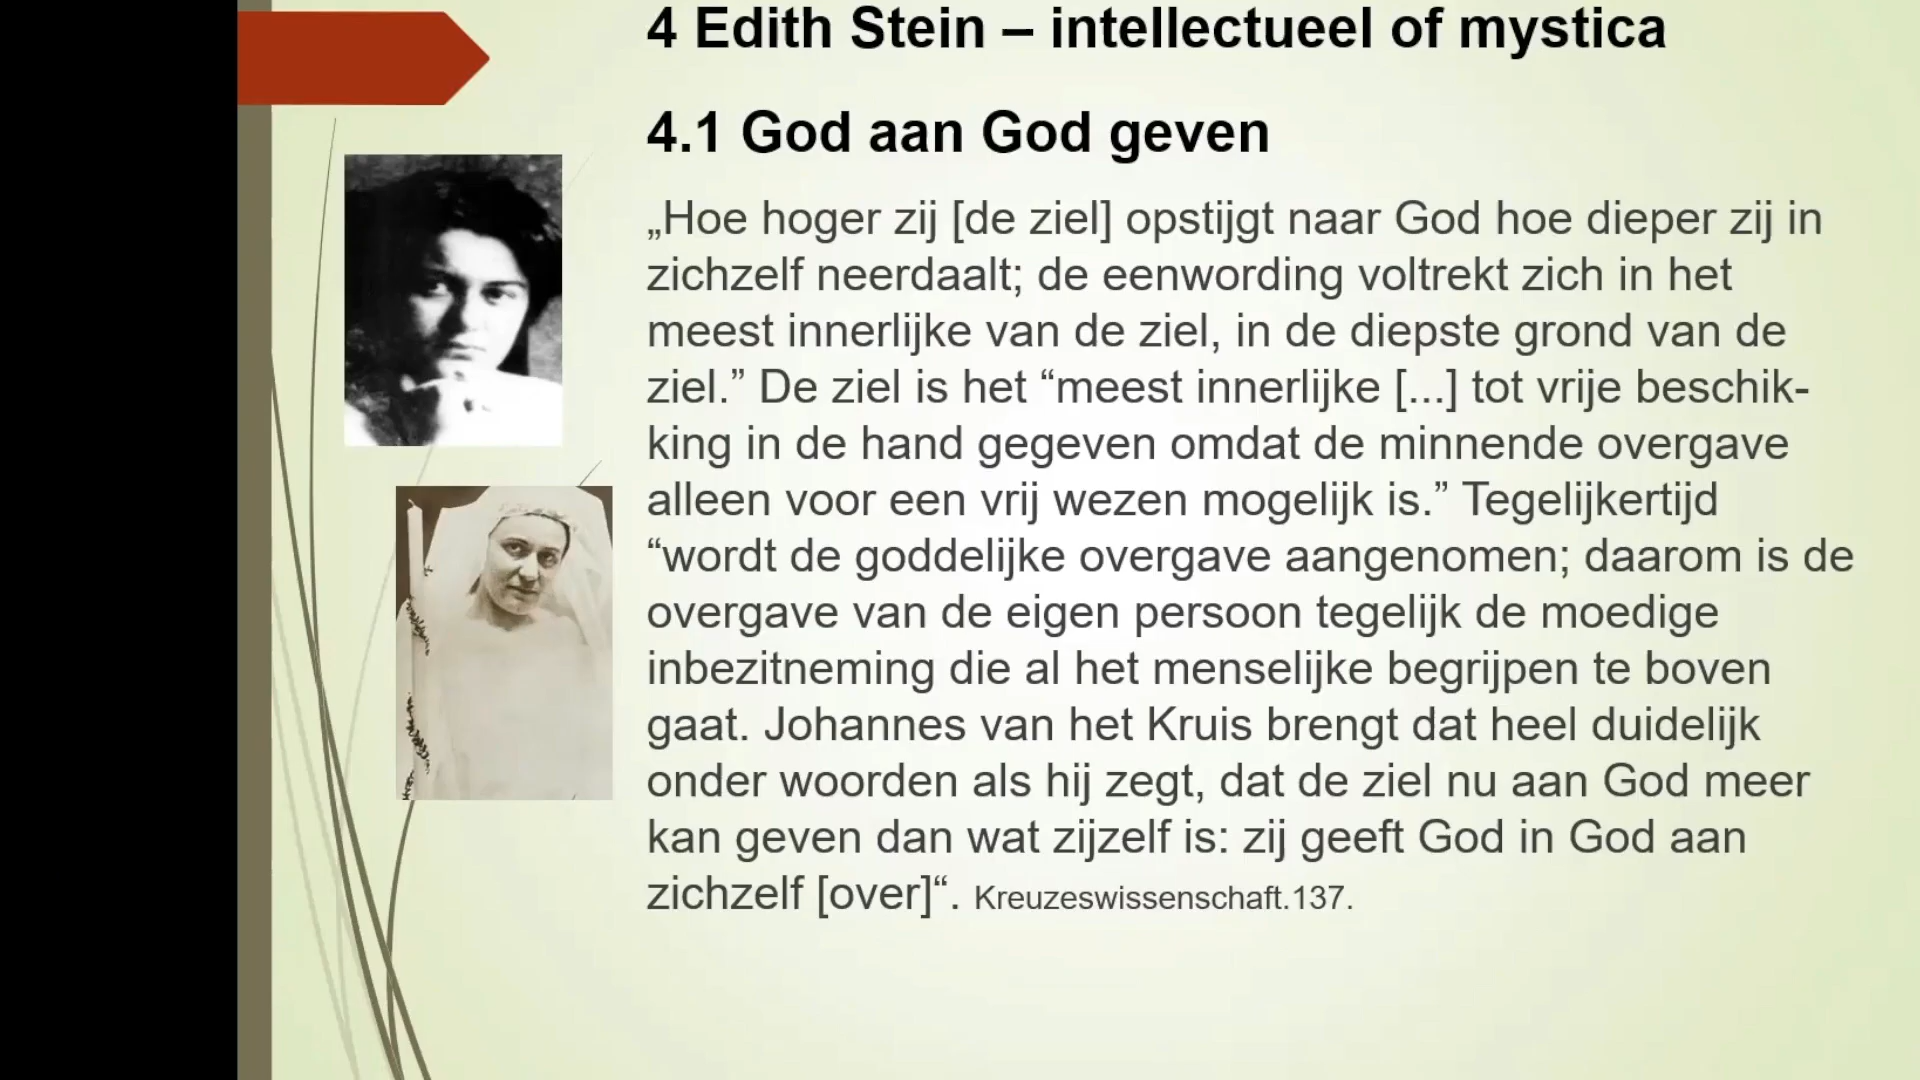 4 Edith Stein – intellectueel of mystica
4.1 God aan God geven
„Hoe hoger zij [de ziel] opstijgt naar God hoe dieper zij in
zichzelf neerdaalt; de eenwording voltrekt zich in het
meest innerlijke van de ziel, in de diepste grond van de
ziel.” De ziel is het “meest innerlijke [...] tot vrije beschik-
king in de hand gegeven omdat de minnende overgave
alleen voor een vrij wezen mogelijk is.” Tegelijkertijd
“wordt de goddelijke overgave aangenomen; daarom is de
overgave van de eigen persoon tegelijk de moedige
inbezitneming die al het menselijke begrijpen te boven
gaat. Johannes van het Kruis brengt dat heel duidelijk
onder woorden als hij zegt, dat de ziel nu aan God meer
kan geven dan wat zijzelf is: zij geeft God in God aan
zichzelf [over]“. Kreuzeswissenschaft.137.